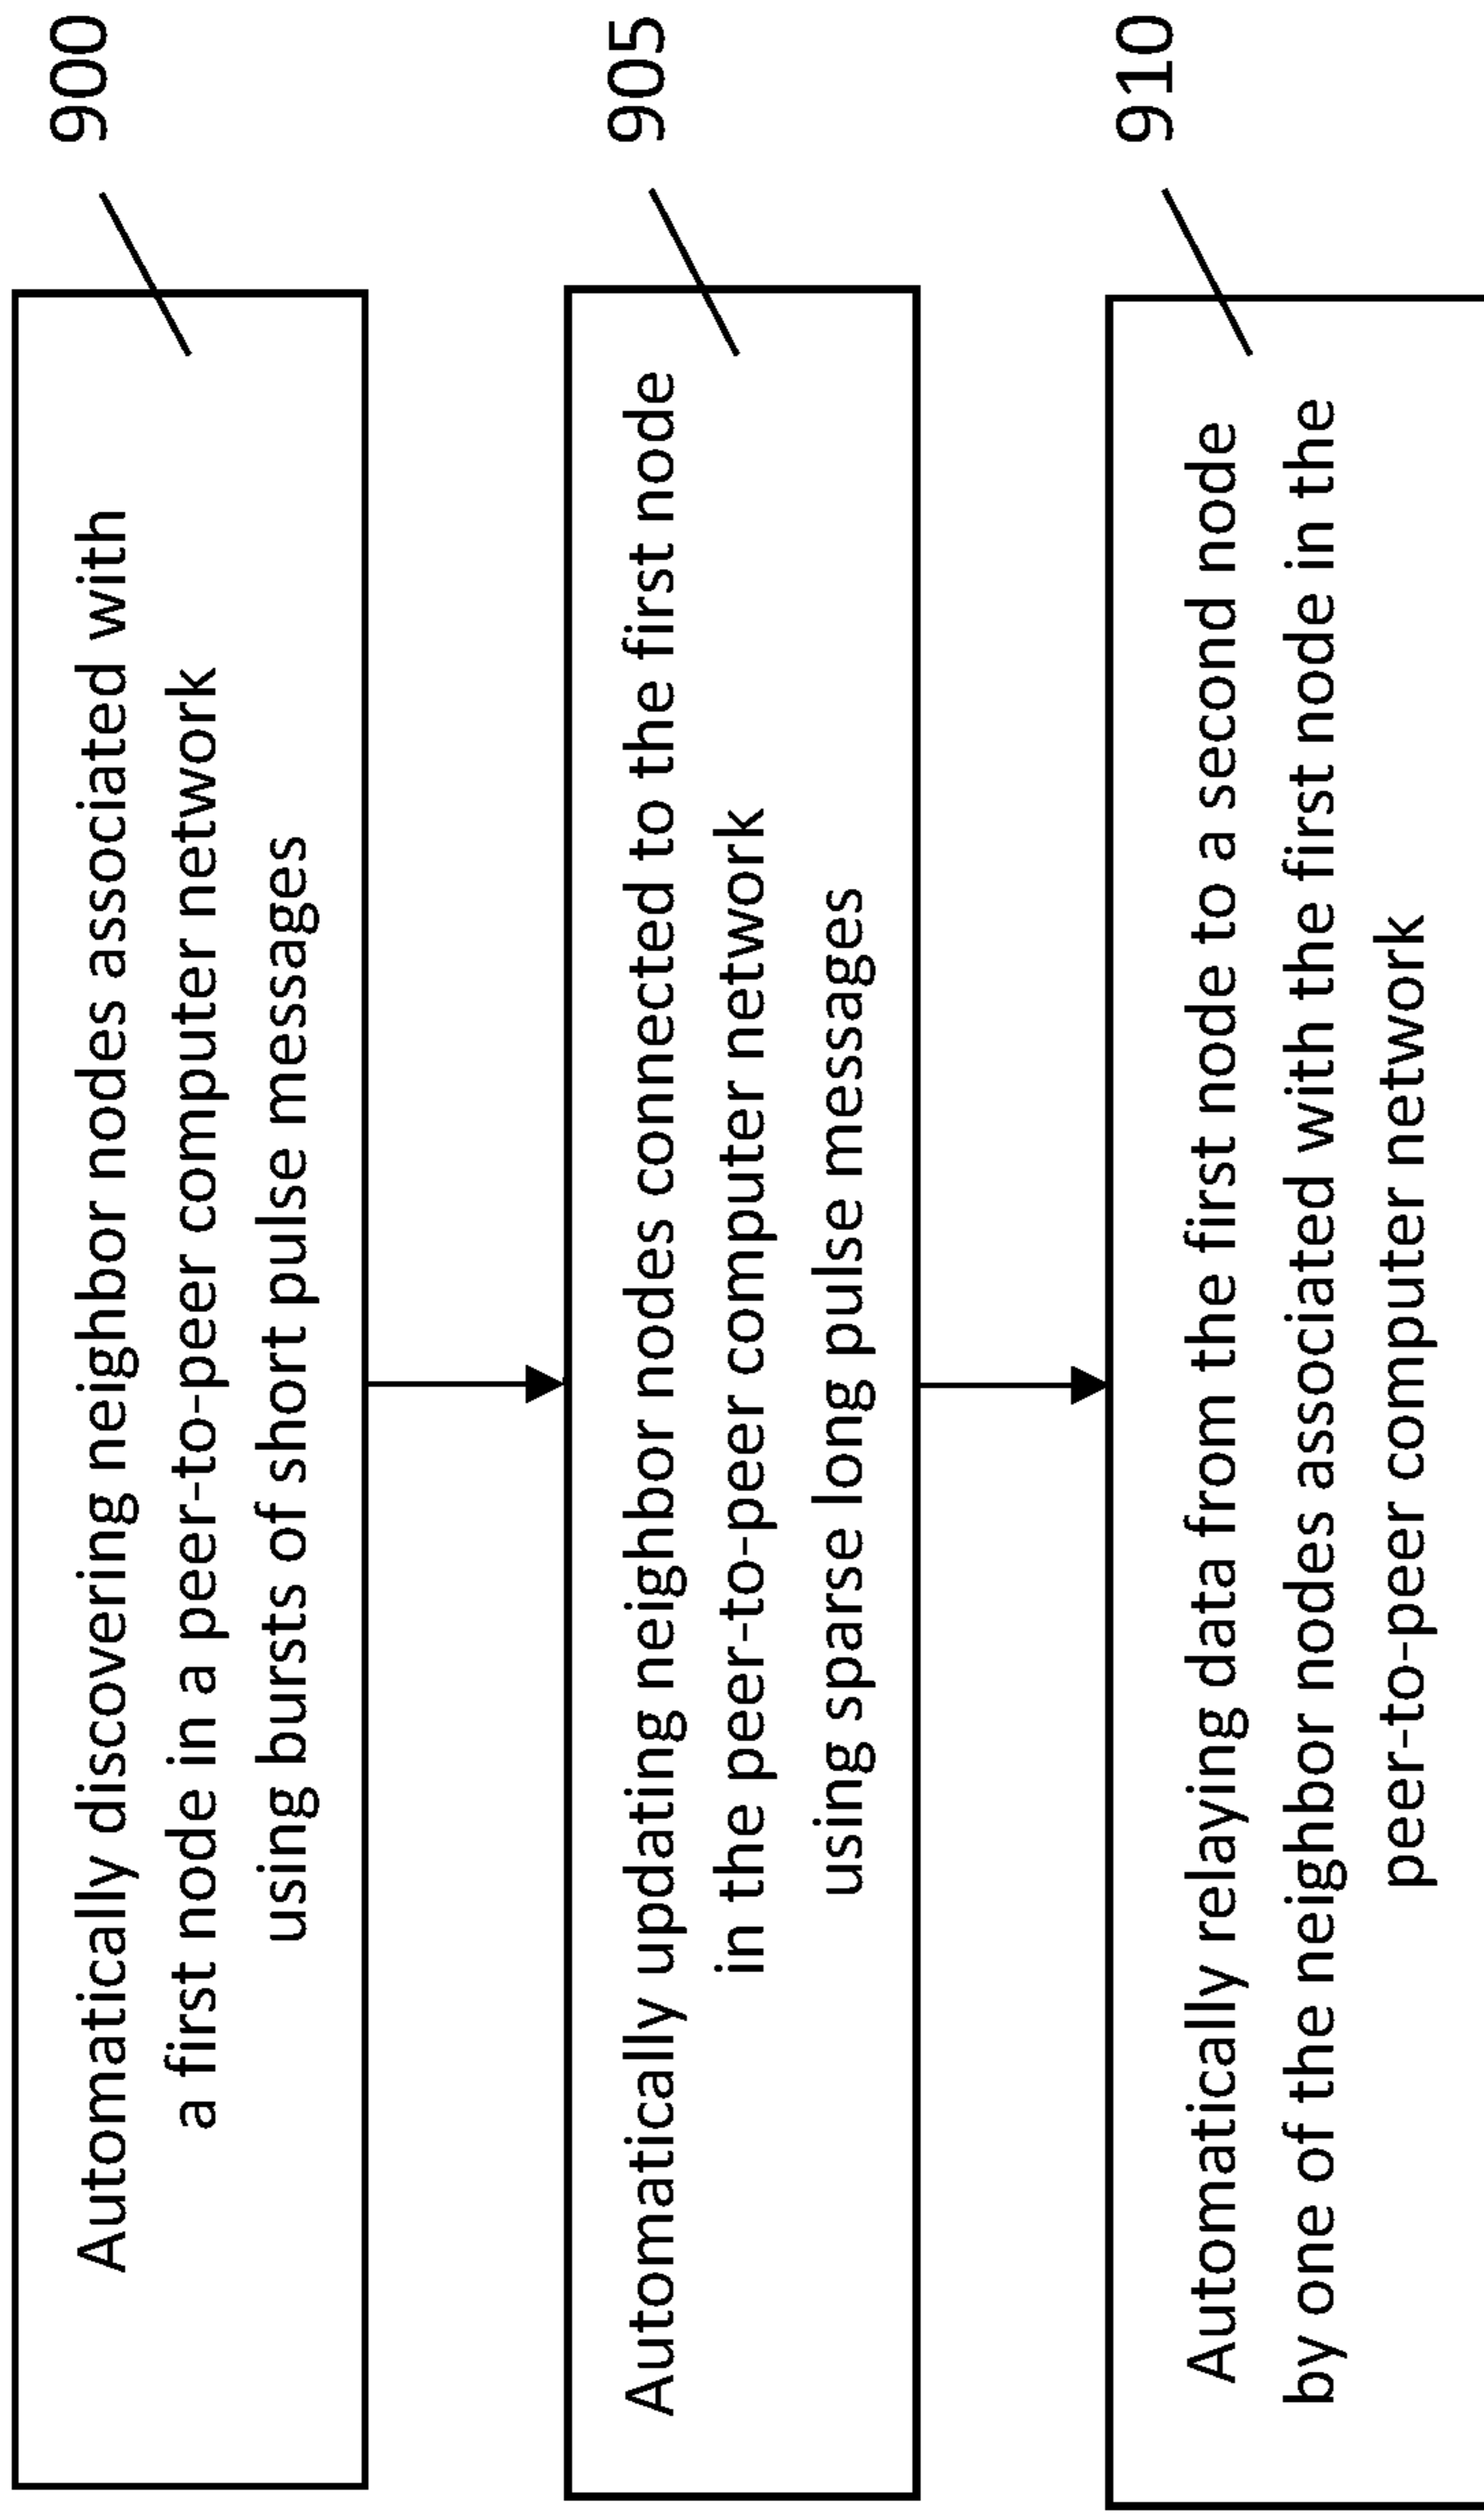 Automatically discovering neighbor nodes associated with
a first node in a peer-to-peer computer network
using bursts of short pulse messages
900
Automatically updating neighbor nodes connected to the first node
in the peer-to-peer computer network
using sparse long pulse messages
905
Automatically relaying data from the first node to a second node
by one of the neighbor nodes associated with the first node in the
peer-to-peer computer network
910